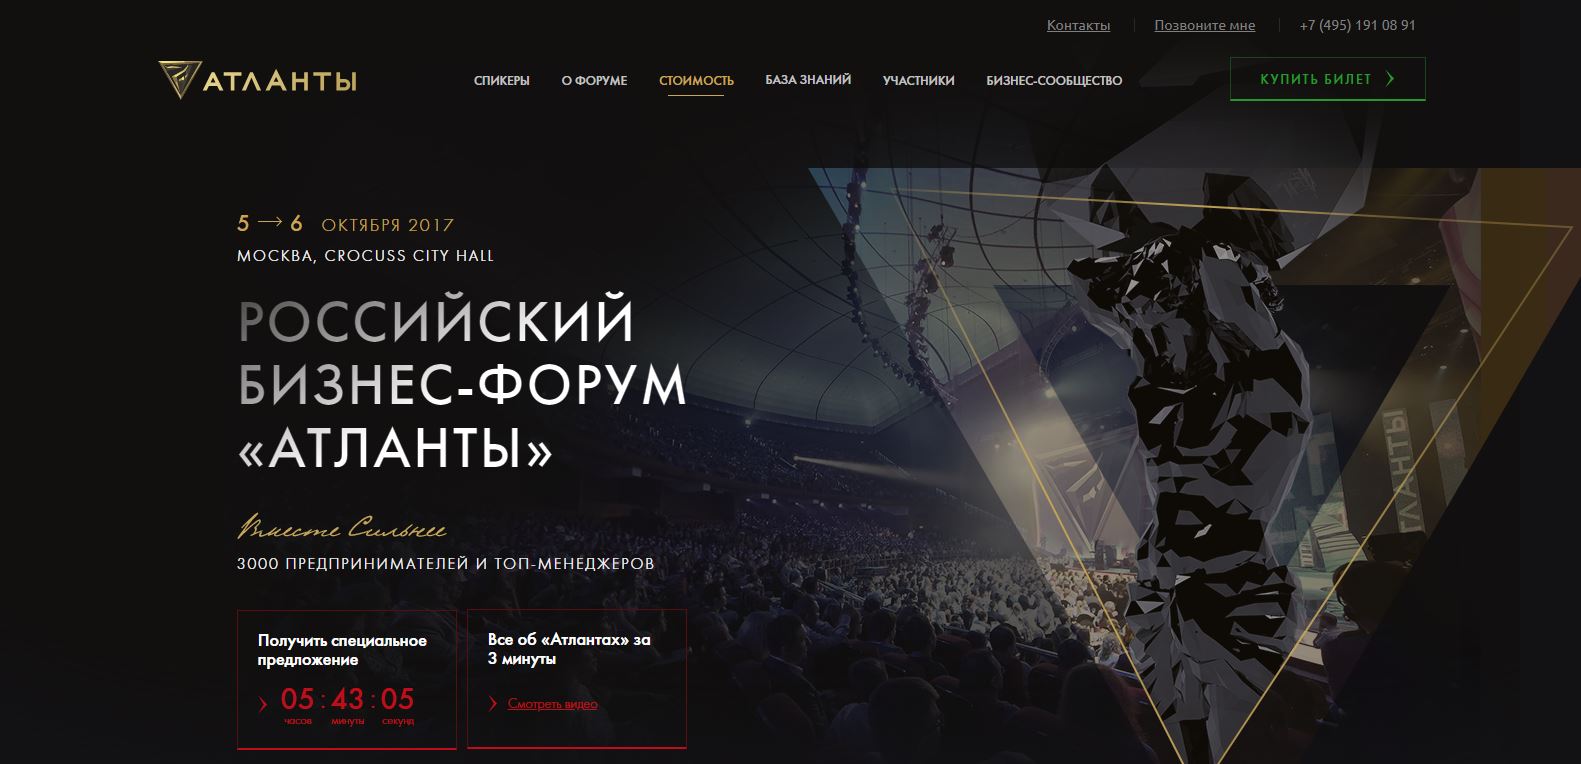 Контакты
Позвоните мне
+7 (495) 191 08 91
АТЛАНТЫ
СПИКЕРЫ
О ФОРУМЕ
СТОИМОСТЬ
БАЗА ЗНАНИЙ
УЧАСТНИКИ
БИЗНЕС-СООБЩЕСТВО
КУПИТЬ БИЛЕТ
5 → 6 ОКТЯБРЯ 2017
МОСКВА, CROCUSS CITY HALL
РОССИЙСКИЙ
БИЗНЕС-ФОРУМ
«АТЛАНТЫ»
Вместе Сильнее
3000 ПРЕДПРИНИМАТЕЛЕЙ И ТОП-МЕНЕДЖЕРОВ
Получить специальное
предложение
05 : 43 : 05
часов минуты секунд
Все об «Атлантах» за
3 минуты
Смотреть видео
ТЛАНТЫ